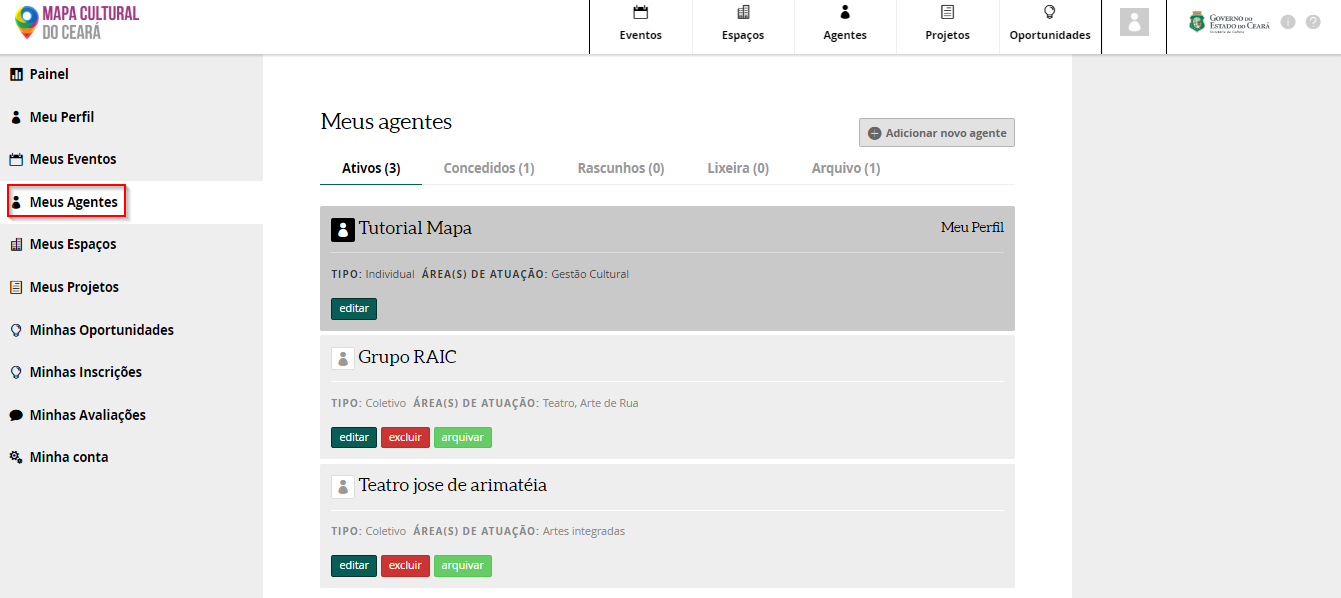 MAPA CULTURAL
DO CEARÁ
Eventos
Espaços
Agentes
Projetos
Oportunidades
GOVERNO DO
ESTADO DO CEARÁ
Secretaria da Cultura
Painel
Meu Perfil
Meus Eventos
Meus Agentes
Meus Espaços
Meus Projetos
Minhas Oportunidades
Minhas Inscrições
Minhas Avaliações
Minha conta
Meus agentes
Adicionar novo agente
Ativos (3) Concedidos (1) Rascunhos (0) Lixeira (0) Arquivo (1)
Tutorial Mapa Meu Perfil
TIPO: Individual ÁREA(S) DE ATUAÇÃO: Gestão Cultural
editar
Grupo RAIC
TIPO: Coletivo ÁREA(S) DE ATUAÇÃO: Teatro, Arte de Rua
editar excluir arquivar
Teatro jose de arimatéia
TIPO: Coletivo ÁREA(S) DE ATUAÇÃO: Artes integradas
editar excluir arquivar